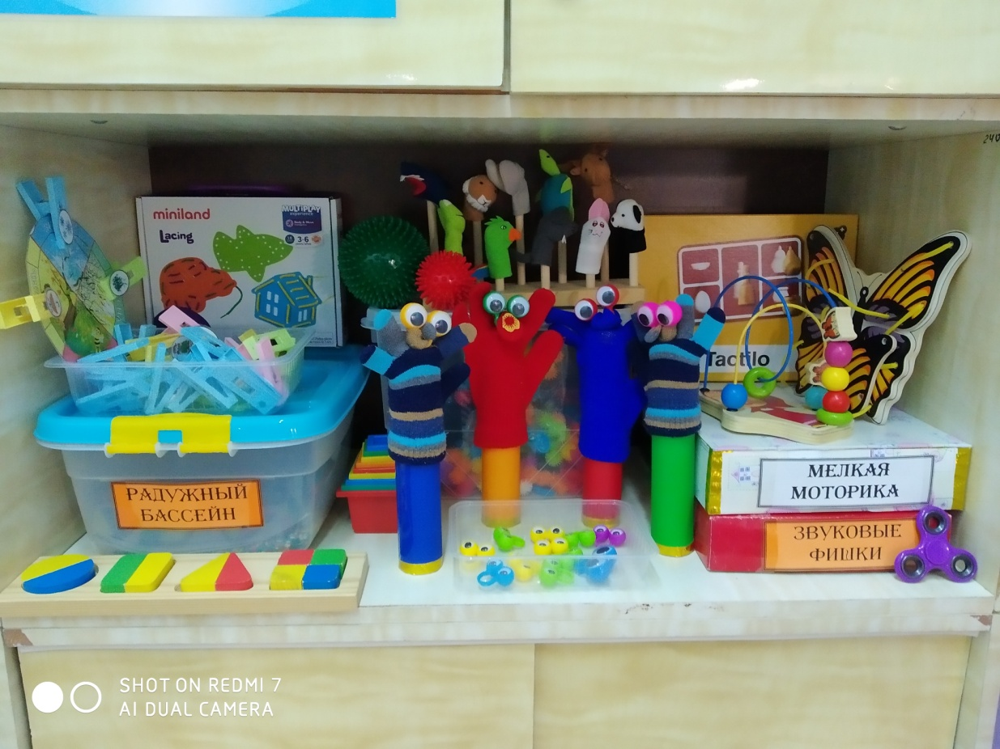 miniland
MULTIPLAY
experience
Lacing
3-6
Tactilo
РАДУЖНЫЙ
БАССЕЙН
МЕЛКАЯ
МОТОРИКА
ЗВУКОВЫЕ
ФИШКИ
SHOT ON REDMI 7
AI DUAL CAMERA